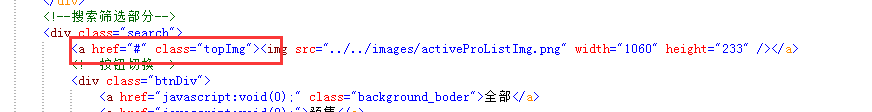 </div>
<!--搜索筛选部分-->
<div class="search">
<a href="#" class="topImg"><img src="../../images/activeProListImg.png" width="1060" height="233" /></a>
<!--按钮切换-->
<div class="btnDiv">
<a href="javascript:void(0);" class="background_boder">全部</a>
<a href="javascript:void(0);">预售</a>